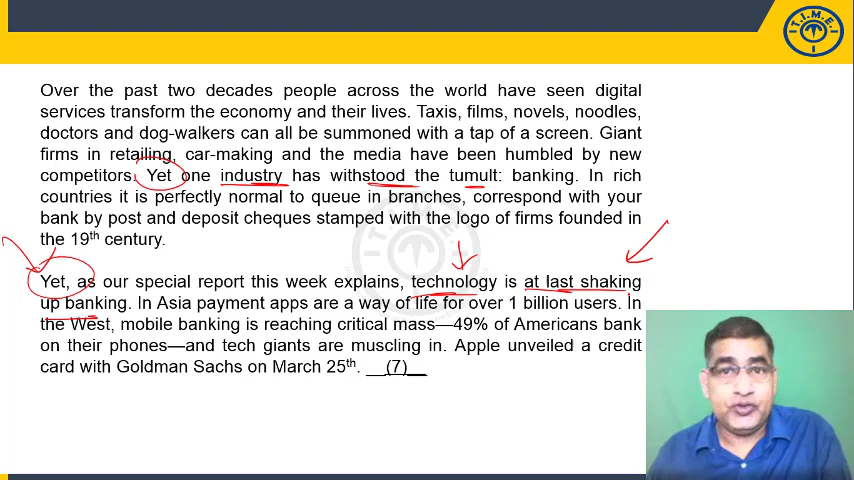 T.I.M.E.
Over the past two decades people across the world have seen digital
services transform the economy and their lives. Taxis, films, novels, noodles,
doctors and dog-walkers can all be summoned with a tap of a screen. Giant
firms in retailing, car-making and the media have been humbled by new
competitors. Yet one industry has withstood the tumult: banking. In rich
countries it is perfectly normal to queue in branches, correspond with your
bank by post and deposit cheques stamped with the logo of firms founded in
the 19th century.
T.I.M.E.
Yet, as our special report this week explains, technology is at last shaking
up banking. In Asia payment apps are a way of life for over 1 billion users. In
the West, mobile banking is reaching critical mass—49% of Americans bank
on their phones—and tech giants are muscling in. Apple unveiled a credit
card with Goldman Sachs on March 25th. __(7)__